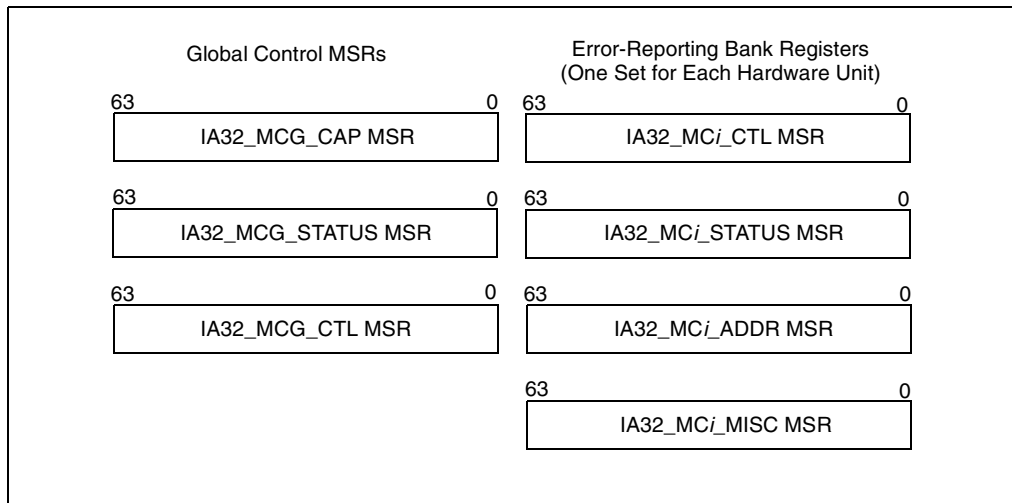 Global Control MSRs
63 0
IA32_MCG_CAP MSR
63 0
IA32_MCG_STATUS MSR
63 0
IA32_MCG_CTL MSR
Error-Reporting Bank Registers
(One Set for Each Hardware Unit)
63 0
IA32_MCi_CTL MSR
63 0
IA32_MCi_STATUS MSR
63 0
IA32_MCi_ADDR MSR
63 0
IA32_MCi_MISC MSR